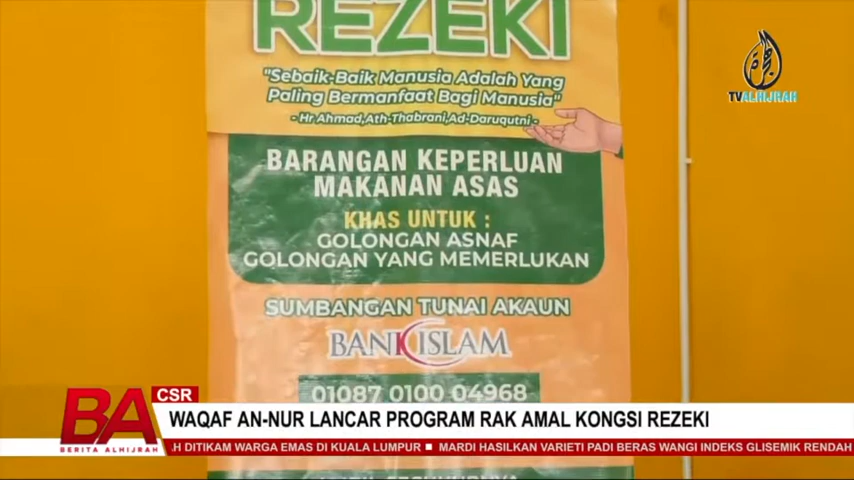 REZEKI
"Sebaik-Baik Manusia Adalah Yang
Paling Bermanfaat Bagi Manusia"
- Hr Ahmad, Ath-Thabrani, Ad-Daruqutni -
BARANGAN KEPERLUAN
MAKANAN ASAS
KHAS UNTUK :
GOLONGAN ASNAF
GOLONGAN YANG MEMERLUKAN
SUMBANGAN TUNAI AKAUN
BANK ISLAM
01087 0100 04968
TVALHIJRAH
CSR
BA
BERITA ALHIJRAH
WAQAF AN-NUR LANCAR PROGRAM RAK AMAL KONGSI REZEKI
DITIKAM WARGA EMAS DI KUALA LUMPUR ■ MARDI HASILKAN VARIETI PADI BERAS WANGI INDEKS GLISEMIK RENDAH